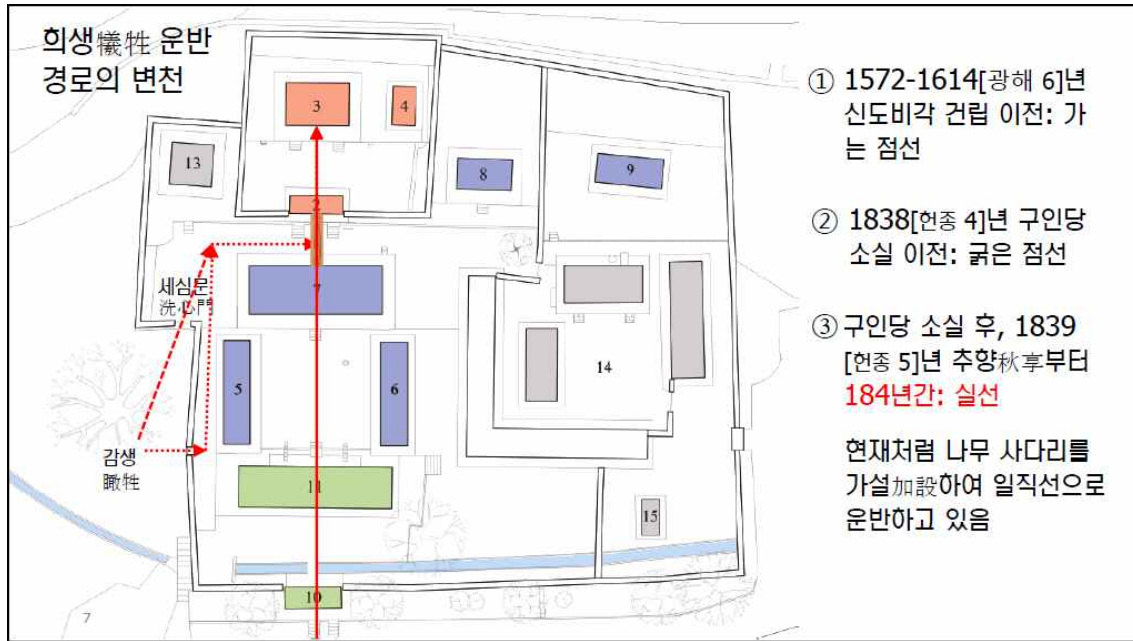 희생犧牲 운반
경로의 변천
① 1572-1614[광해 6]년
신도비각 건립 이전: 가
는 점선
② 1838[헌종 4]년 구인당
소실 이전: 굵은 점선
③ 구인당 소실 후, 1839
[헌종 5]년 추향秋享부터
184년간: 실선
현재처럼 나무 사다리를
가설加設하여 일직선으로
운반하고 있음
3
4
13
2
8
9
세심문
洗心門
7
5
6
14
감생
瞰牲
11
15
10
7